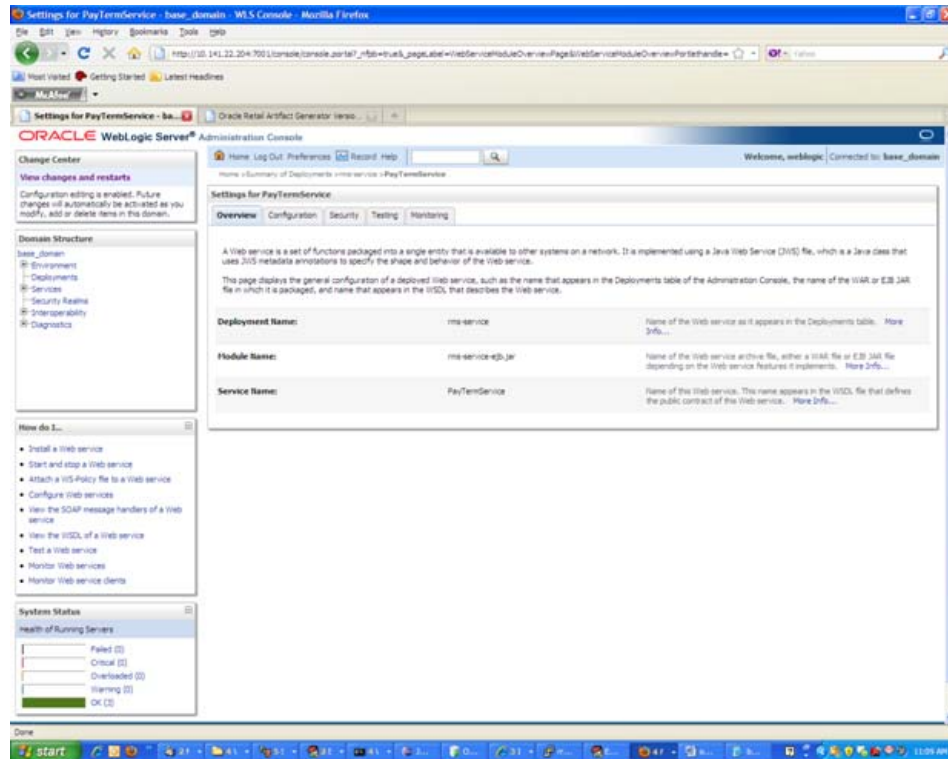 Settings for PayTermService - base_domain - WLS Console - Mozilla Firefox
File Edit View History Bookmarks Tools Help
Most Visited Getting Started Latest Headlines
McAfee
Settings for PayTermService - ba...
Oracle Retail Artifact Generator Versio...
ORACLE WebLogic Server® Administration Console
Change Center
View changes and restarts
Configuration editing is enabled. Future
changes will automatically be activated as you
modify, add or delete items in this domain.
Domain Structure
base_domain
Environment
Deployments
Services
Security Realms
Interoperability
Diagnostics
How do I...
Install a Web service
Start and stop a Web service
Attach a WS-Policy file to a Web service
Configure Web services
View the SOAP message handlers of a Web
service
View the WSDL of a Web service
Test a Web service
Monitor Web services
Monitor Web service clients
System Status
Health of Running Servers
Failed (0)
Critical (0)
Overloaded (0)
Warning (0)
OK (3)
Home Log Out Preferences Record Help
Welcome, weblogic Connected to: base_domain
Home >Summary of Deployments >rms-service >PayTermService
Settings for PayTermService
Overview Configuration Security Testing Monitoring
A Web service is a set of functions packaged into a single entity that is available to other systems on a network. It is implemented using a Java Web Service (JWS) file, which is a Java class that
uses JWS metadata annotations to specify the shape and behavior of the Web service.
This page displays the general configuration of a deployed Web service, such as the name that appears in the Deployments table of the Administration Console, the name of the WAR or EJB JAR
file in which it is packaged, and name that appears in the WSDL that describes the Web service.
Deployment Name: rms-service Name of the Web service as it appears in the Deployments table. More
Info...
Module Name: rms-service-ejb.jar Name of the Web service archive file, either a WAR file or EJB JAR file
depending on the Web service features it implements. More Info...
Service Name: PayTermService Name of this Web service. This name appears in the WSDL file that defines
the public contract of this Web service. More Info...
Done
start
11:09 AM